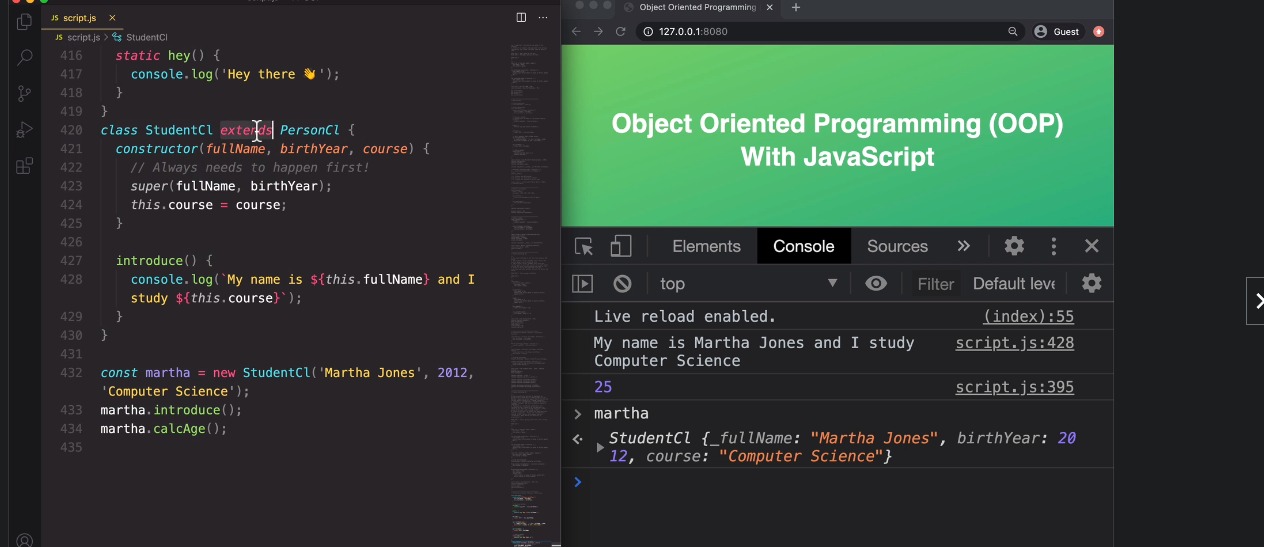 script.js
JS script.js ×
JS script.js > StudentCl
416 static hey() {
417 console.log('Hey there 👋');
418 }
419 }
420 class StudentCl extends PersonCl {
421 constructor(fullName, birthYear, course) {
422 // Always needs to happen first!
423 super(fullName, birthYear);
424 this.course = course;
425 }
426
427 introduce() {
428 console.log(`My name is ${this.fullName} and I
study ${this.course}`);
429 }
430 }
431
432 const martha = new StudentCl('Martha Jones', 2012,
'Computer Science');
433 martha.introduce();
434 martha.calcAge();
435
Object Oriented Programming ×
127.0.0.1:8080
Guest
Object Oriented Programming (OOP)
With JavaScript
Elements Console Sources
top Filter Default leve
Live reload enabled. (index):55
My name is Martha Jones and I study script.js:428
Computer Science
25 script.js:395
> martha
StudentCl {_fullName: "Martha Jones", birthYear: 20
12, course: "Computer Science"}